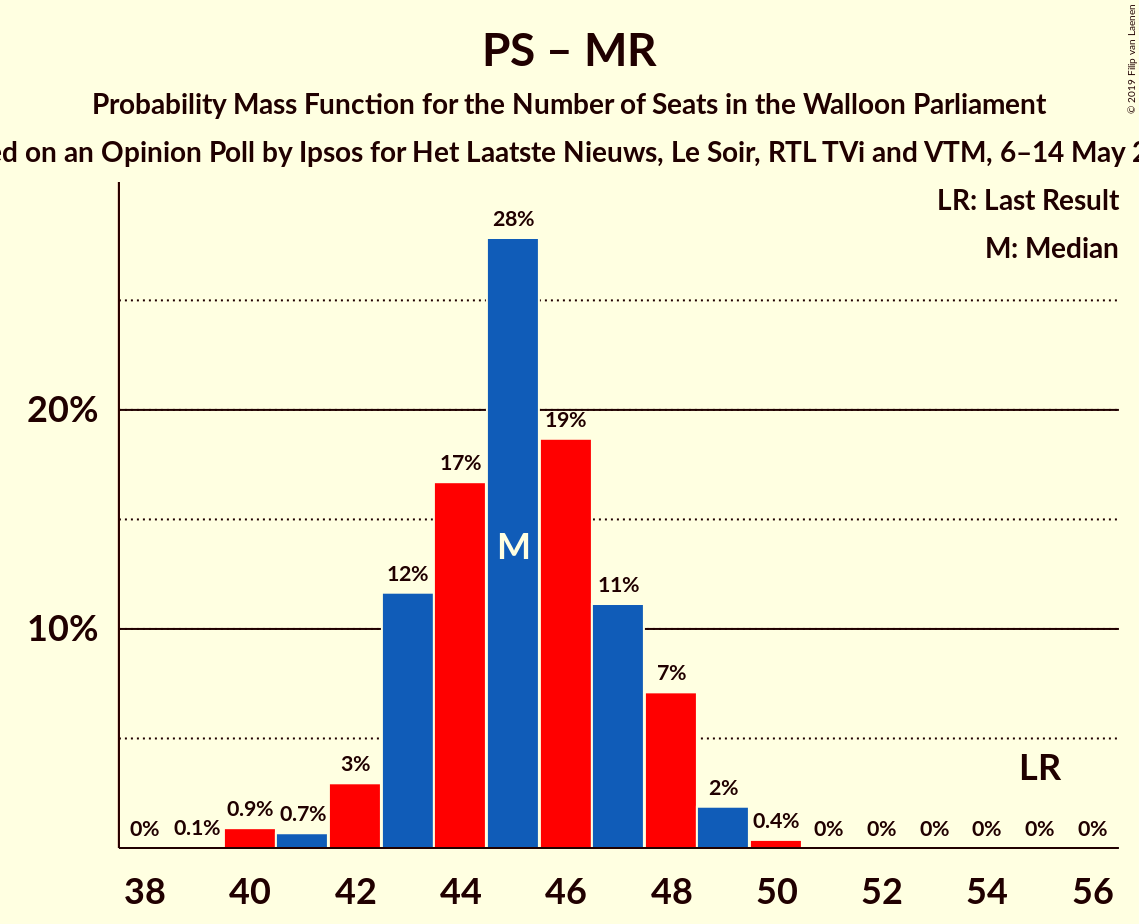 PS – MR
Probability Mass Function for the Number of Seats in the Walloon Parliament
on an Opinion Poll by Ipsos for Het Laatste Nieuws, Le Soir, RTL TVi and VTM, 6–14 May
© 2019 Filip van Laenen
LR: Last Result
M: Median
28%
20%
19%
17%
M
12%
11%
10%
7%
LR
3%
2%
0% 0.1% 0.9% 0.7% 0.4% 0% 0% 0% 0% 0% 0%
38 40 42 44 46 48 50 52 54 56